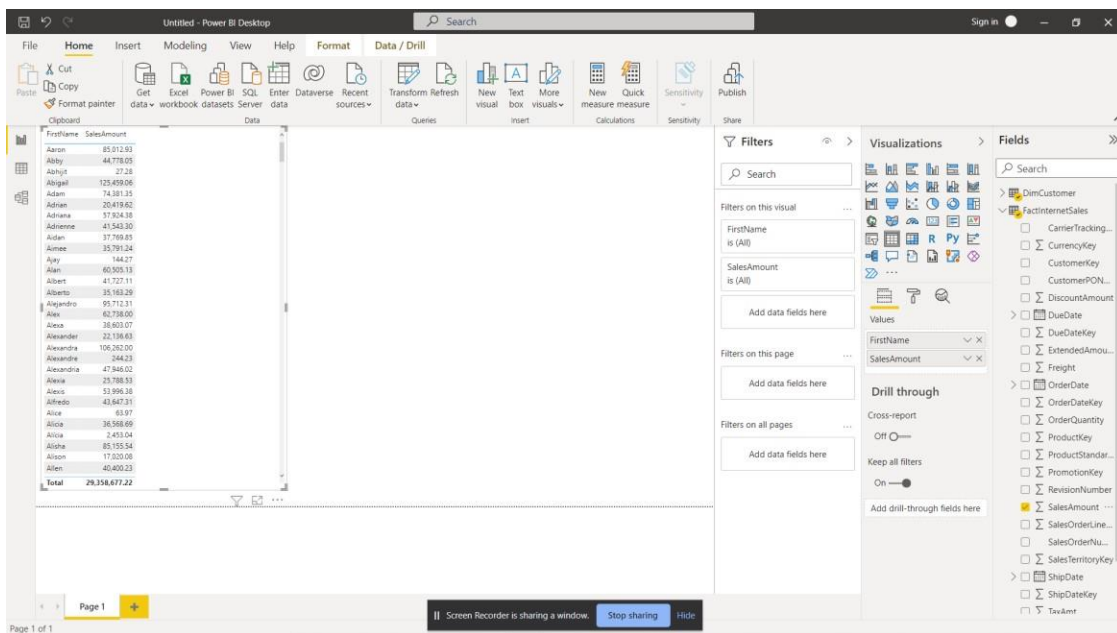 Untitled - Power BI Desktop
Search
Sign in
File Home Insert Modeling View Help Format Data / Drill
Paste
Cut
Copy
Format painter
Clipboard
Get data
Excel workbook
Power BI datasets
SQL Server
Enter data
Dataverse
Recent sources
Data
Transform data
Refresh
Queries
New visual
Text box
More visuals
Insert
New measure
Quick measure
Calculations
Sensitivity
Sensitivity
Publish
Share
FirstName SalesAmount
Aaron 85,012.93
Abby 44,778.05
Abhijit 27.28
Abigail 125,459.06
Adam 74,381.35
Adrian 20,419.62
Adriana 57,924.38
Adrienne 41,543.30
Aidan 37,769.85
Aimee 35,791.24
Ajay 144.27
Alan 60,505.13
Albert 41,727.11
Alberto 35,163.29
Alejandro 95,712.31
Alex 62,738.00
Alexa 38,603.07
Alexander 22,136.63
Alexandra 106,262.00
Alexandre 244.23
Alexandria 47,946.02
Alexia 25,788.53
Alexis 53,996.38
Alfredo 43,647.31
Alice 63.97
Alicia 36,568.69
Alicia 2,453.04
Alisha 85,155.54
Alison 17,020.08
Allen 40,400.23
Total 29,358,677.22
Filters
Search
Filters on this visual ...
FirstName
is (All)
SalesAmount
is (All)
Add data fields here
Filters on this page ...
Add data fields here
Filters on all pages ...
Add data fields here
Visualizations
R Py
...
Values
FirstName
SalesAmount
Drill through
Cross-report
Off
Keep all filters
On
Add drill-through fields here
Fields
Search
DimCustomer
FactInternetSales
CarrierTracking...
∑ CurrencyKey
CustomerKey
CustomerPON...
∑ DiscountAmount
DueDate
∑ DueDateKey
∑ ExtendedAmou...
∑ Freight
OrderDate
∑ OrderDateKey
∑ OrderQuantity
∑ ProductKey
∑ ProductStandar...
∑ PromotionKey
∑ RevisionNumber
∑ SalesAmount ...
∑ SalesOrderLine...
SalesOrderNu...
∑ SalesTerritoryKey
ShipDate
∑ ShipDateKey
∑ TaxAmt
Page 1 +
Screen Recorder is sharing a window. Stop sharing Hide
Page 1 of 1